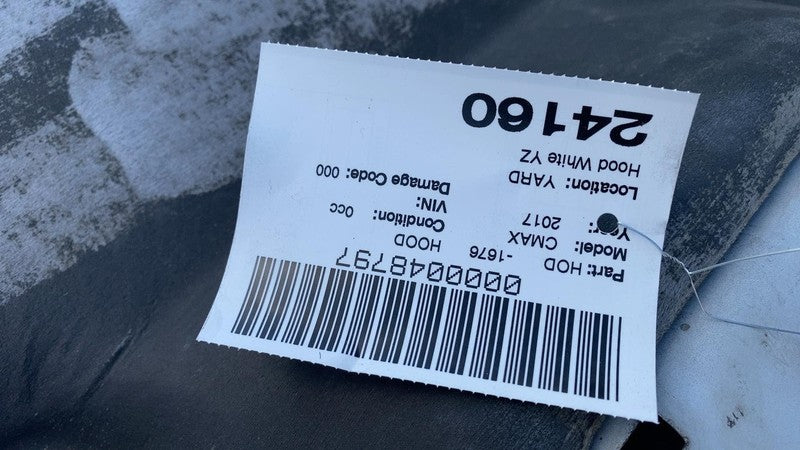 0000048797
Part: HOD -1676 HOOD
Model: CMAX Condition: 0cc
Year: 2017 VIN:
Location: YARD Damage Code: 000
Hood White YZ
24160